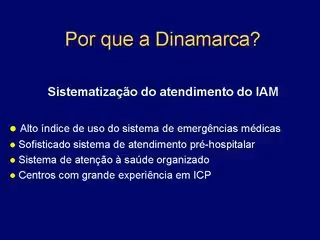 Por que a Dinamarca?
Sistematização do atendimento do IAM
● Alto índice de uso do sistema de emergências médicas
● Sofisticado sistema de atendimento pré-hospitalar
● Sistema de atenção à saúde organizado
● Centros com grande experiência em ICP